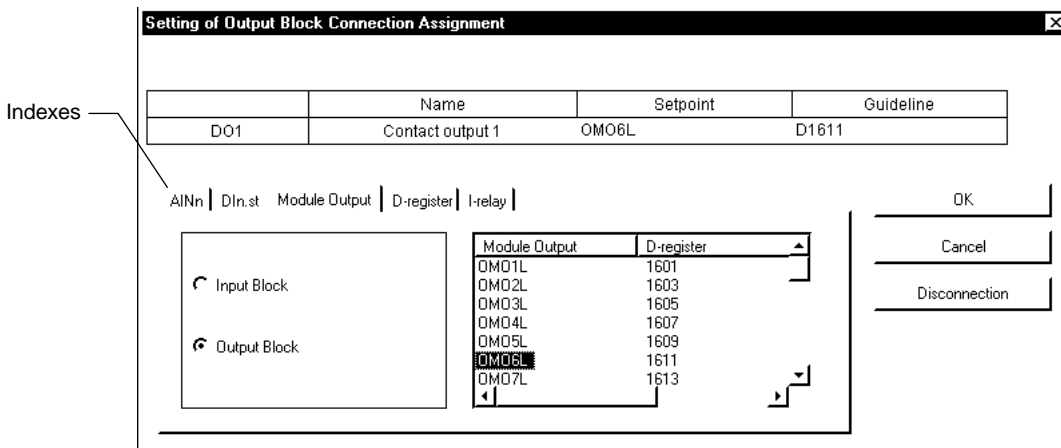 Setting of Output Block Connection Assignment
Indexes
Name Setpoint Guideline
DO1 Contact output 1 OMO6L D1611
AINn DIn.st Module Output D-register I-relay
OK
Cancel
Disconnection
Input Block
Output Block
Module Output D-register
OMO1L 1601
OMO2L 1603
OMO3L 1605
OMO4L 1607
OMO5L 1609
OMO6L 1611
OMO7L 1613